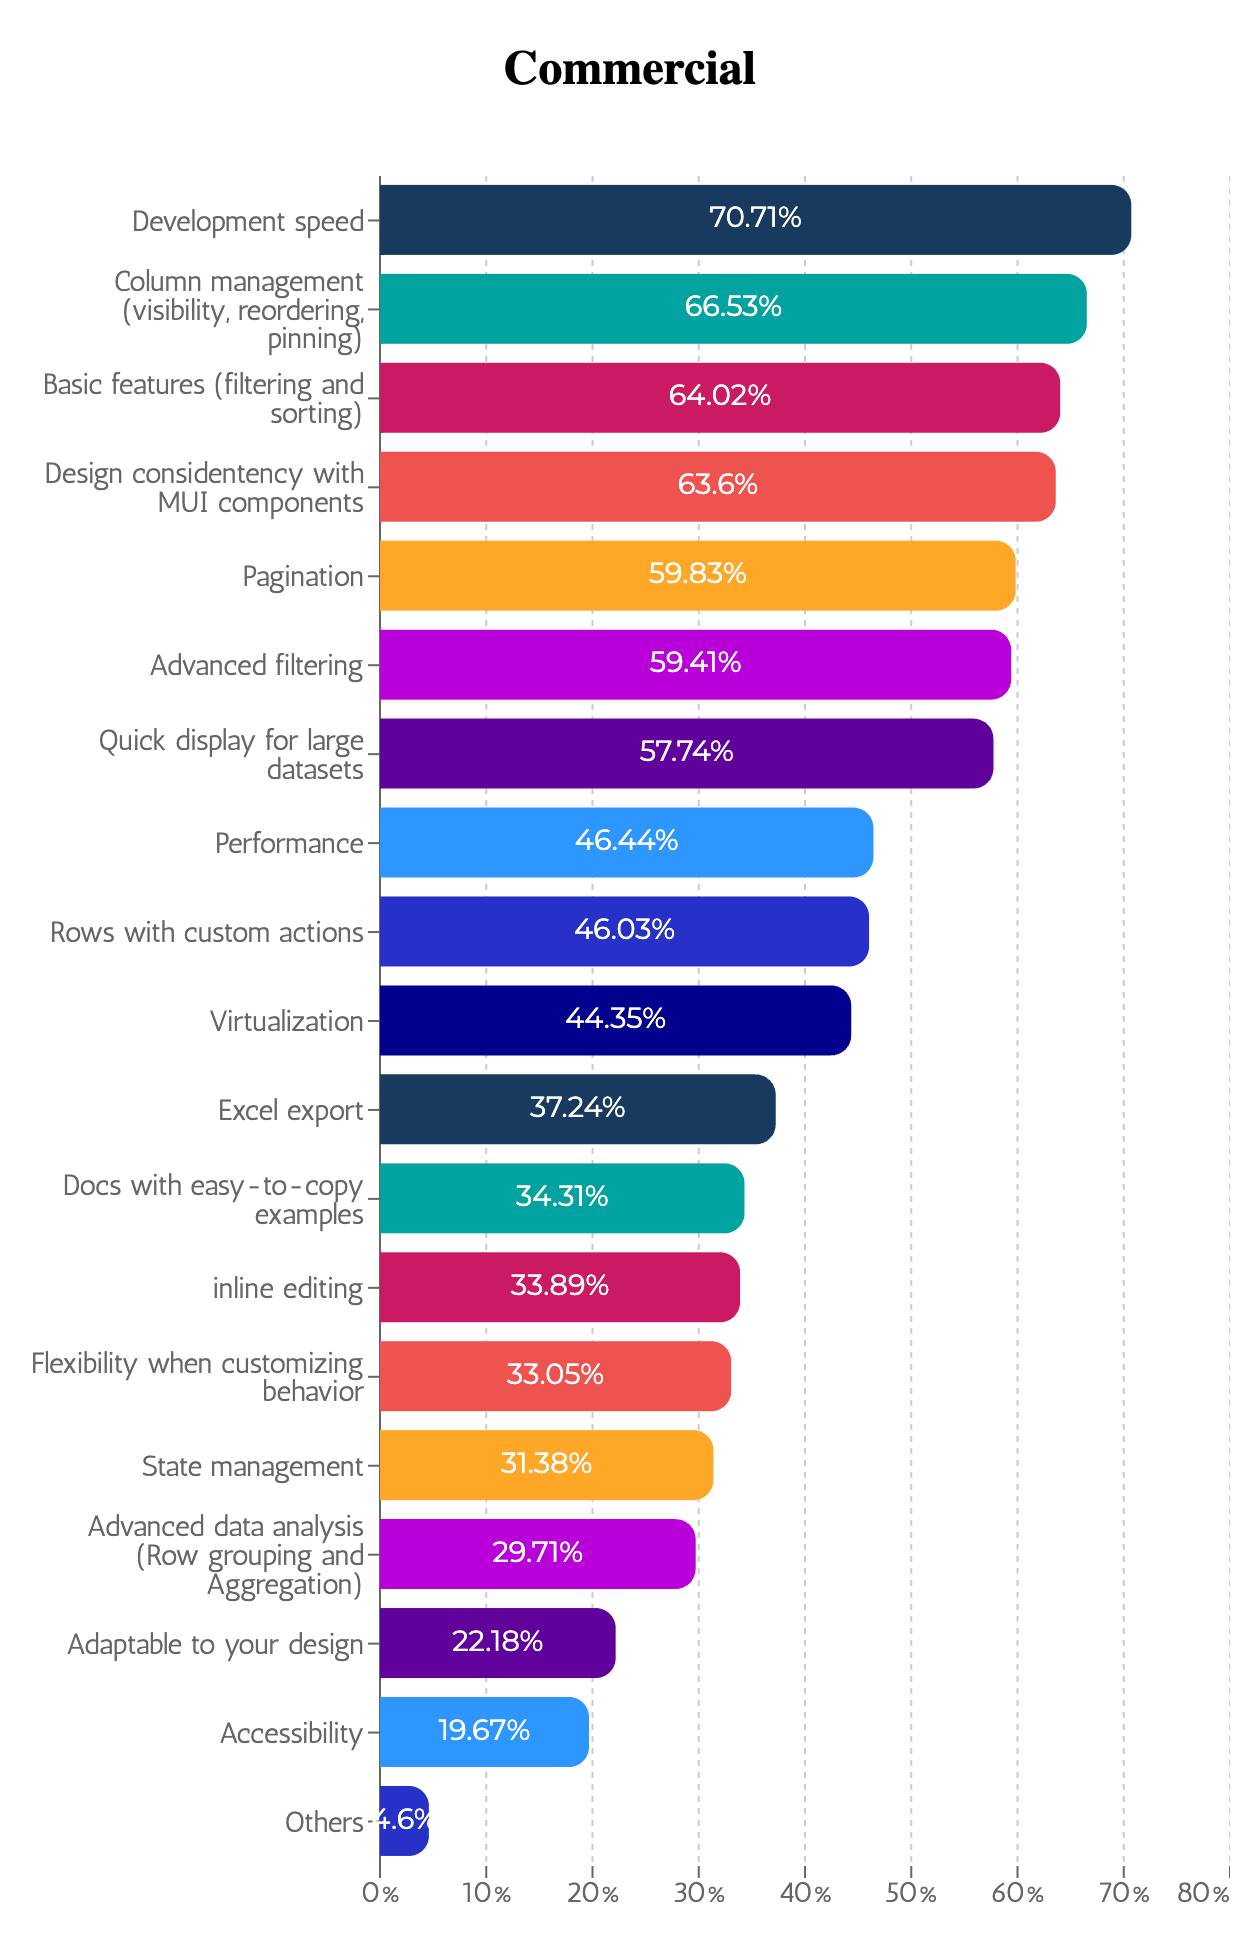 Commercial
Development speed
70.71%
Column management
(visibility, reordering,
pinning)
66.53%
Basic features (filtering and
sorting)
64.02%
Design considentency with
MUI components
63.6%
Pagination
59.83%
Advanced filtering
59.41%
Quick display for large
datasets
57.74%
Performance
46.44%
Rows with custom actions
46.03%
Virtualization
44.35%
Excel export
37.24%
Docs with easy-to-copy
examples
34.31%
inline editing
33.89%
Flexibility when customizing
behavior
33.05%
State management
31.38%
Advanced data analysis
(Row grouping and
Aggregation)
29.71%
Adaptable to your design
22.18%
Accessibility
19.67%
Others
4.6%
0% 10% 20% 30% 40% 50% 60% 70% 80%